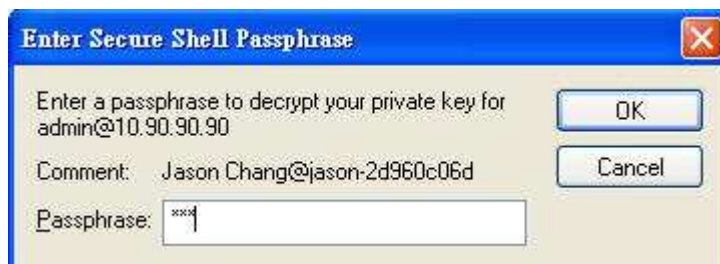 Enter Secure Shell Passphrase
Enter a passphrase to decrypt your private key for
admin@10.90.90.90
OK
Comment: Jason Chang@jason-2d960c06d
Cancel
Passphrase: ***